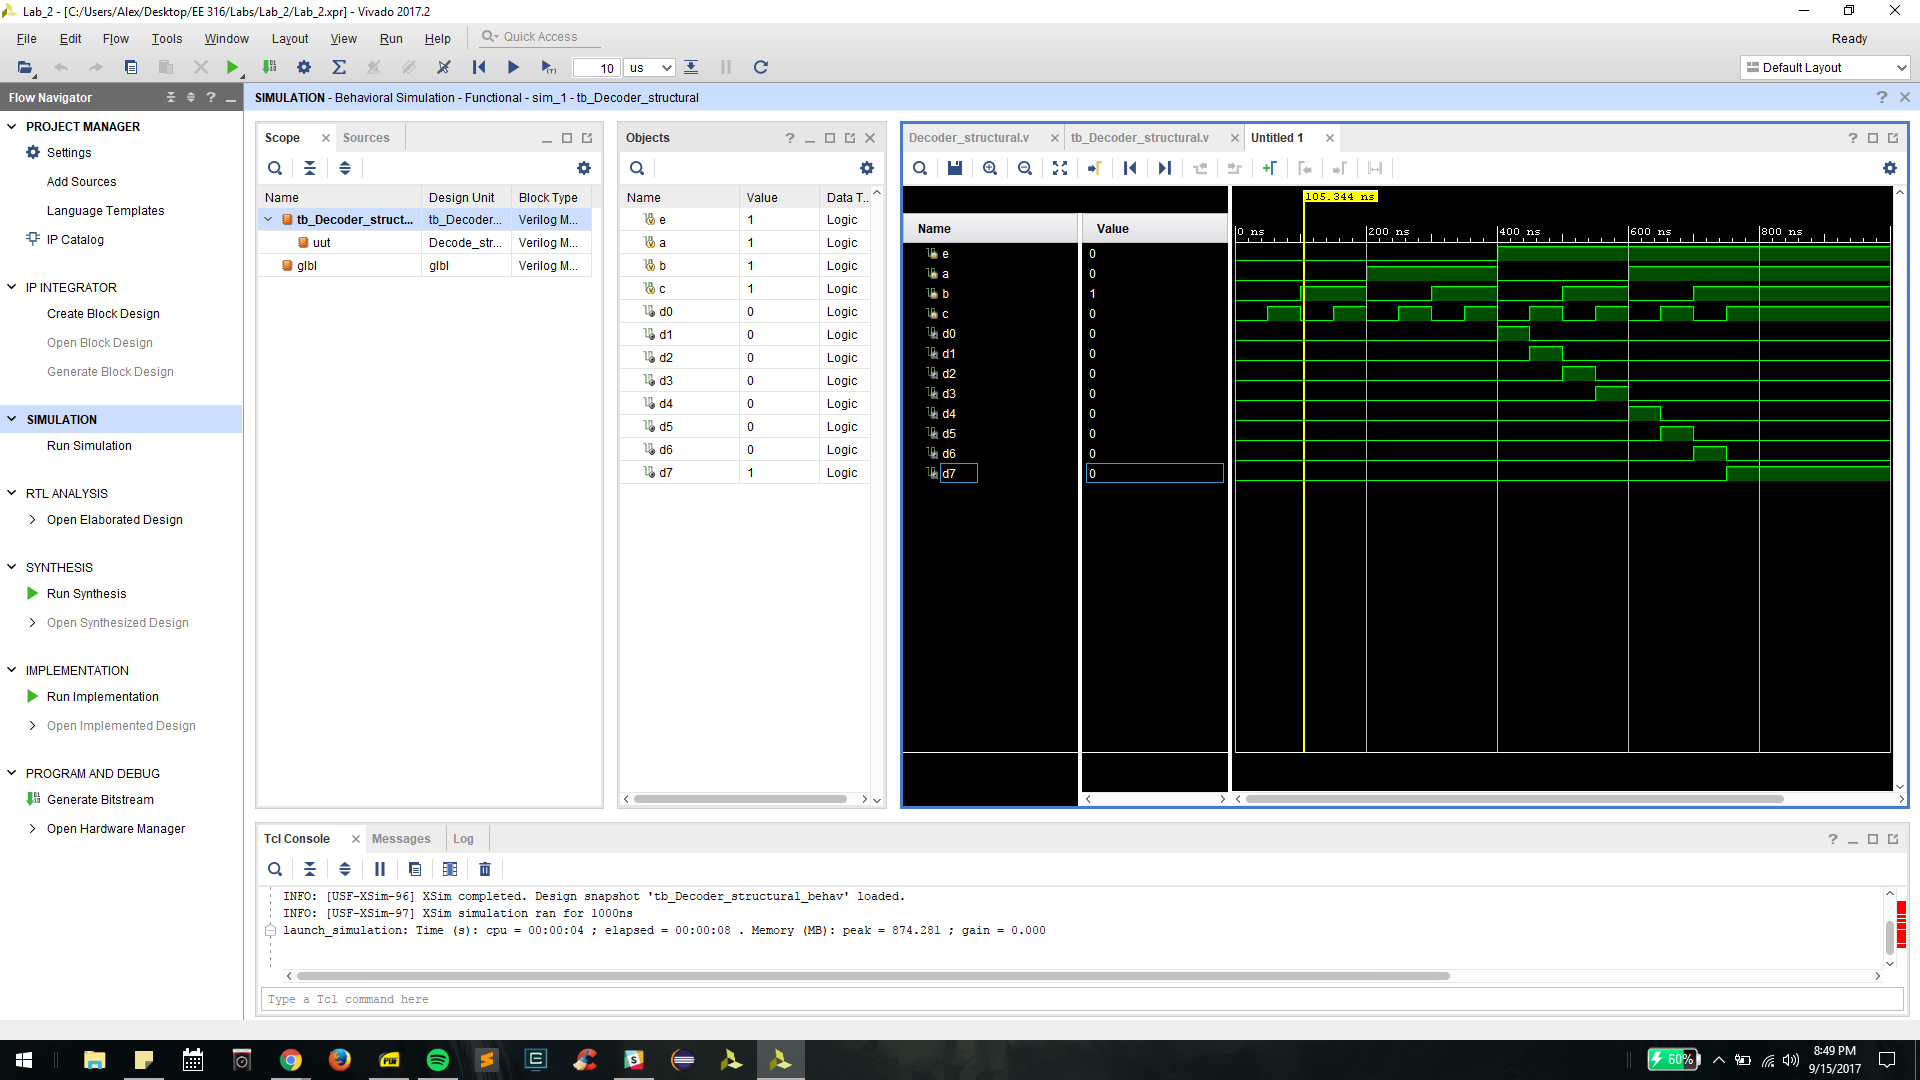 Lab_2 - [C:/Users/Alex/Desktop/EE 316/Labs/Lab_2/Lab_2.xpr] - Vivado 2017.2
File Edit Flow Tools Window Layout View Run Help Quick Access Ready
10 us Default Layout
Flow Navigator
SIMULATION - Behavioral Simulation - Functional - sim_1 - tb_Decoder_structural
PROJECT MANAGER
Settings
Add Sources
Language Templates
IP Catalog
IP INTEGRATOR
Create Block Design
Open Block Design
Generate Block Design
SIMULATION
Run Simulation
RTL ANALYSIS
Open Elaborated Design
SYNTHESIS
Run Synthesis
Open Synthesized Design
IMPLEMENTATION
Run Implementation
Open Implemented Design
PROGRAM AND DEBUG
Generate Bitstream
Open Hardware Manager
Scope Sources
Name Design Unit Block Type
tb_Decoder_struct... tb_Decoder... Verilog M...
uut Decode_str... Verilog M...
glbl glbl Verilog M...
Objects
Name Value Data T...
e 1 Logic
a 1 Logic
b 1 Logic
c 1 Logic
d0 0 Logic
d1 0 Logic
d2 0 Logic
d3 0 Logic
d4 0 Logic
d5 0 Logic
d6 0 Logic
d7 1 Logic
Decoder_structural.v tb_Decoder_structural.v Untitled 1
105.344 ns
Name Value
0 ns 200 ns 400 ns 600 ns 800 ns
e 0
a 0
b 1
c 0
d0 0
d1 0
d2 0
d3 0
d4 0
d5 0
d6 0
d7 0
Tcl Console Messages Log
INFO: [USF-XSim-96] XSim completed. Design snapshot 'tb_Decoder_structural_behav' loaded.
INFO: [USF-XSim-97] XSim simulation ran for 1000ns
launch_simulation: Time (s): cpu = 00:00:04 ; elapsed = 00:00:08 . Memory (MB): peak = 874.281 ; gain = 0.000
Type a Tcl command here
PDF
60%
8:49 PM
9/15/2017